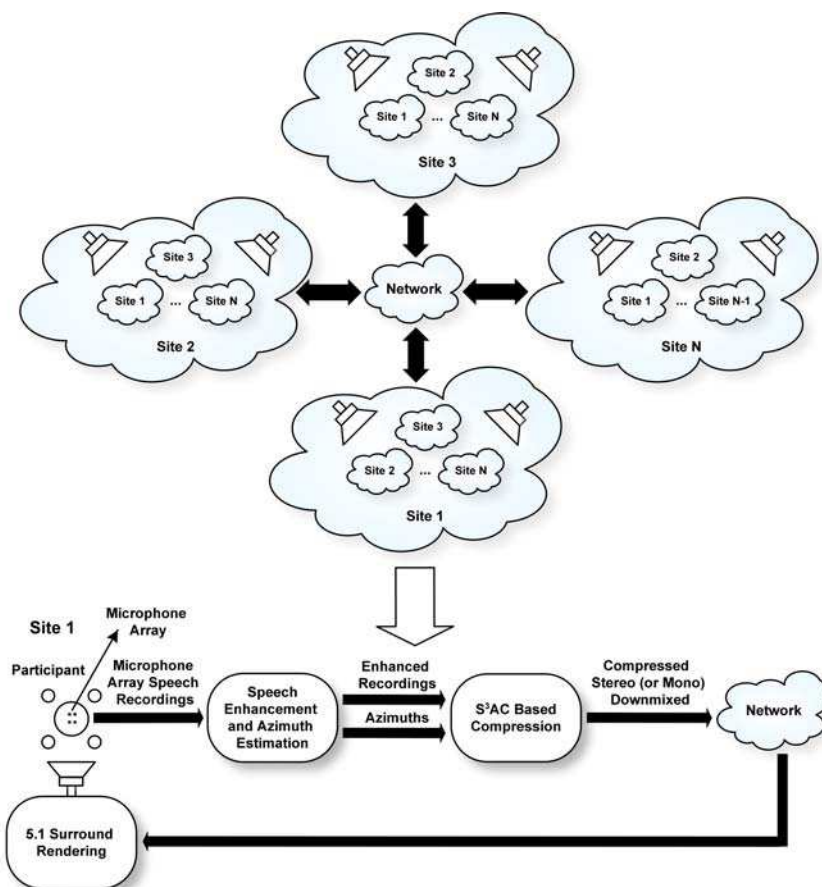 Site 2
Site 1 ... Site N
Site 3
Site 3
Site 1 ... Site N
Site 2
Network
Site 2
Site 1 ... Site N-1
Site N
Site 3
Site 2 ... Site N
Site 1
Site 1
Microphone
Array
Participant
Microphone
Array Speech
Recordings
Speech
Enhancement
and Azimuth
Estimation
Enhanced
Recordings
Azimuths
S³AC Based
Compression
Compressed
Stereo (or Mono)
Downmixed
Network
5.1 Surround
Rendering